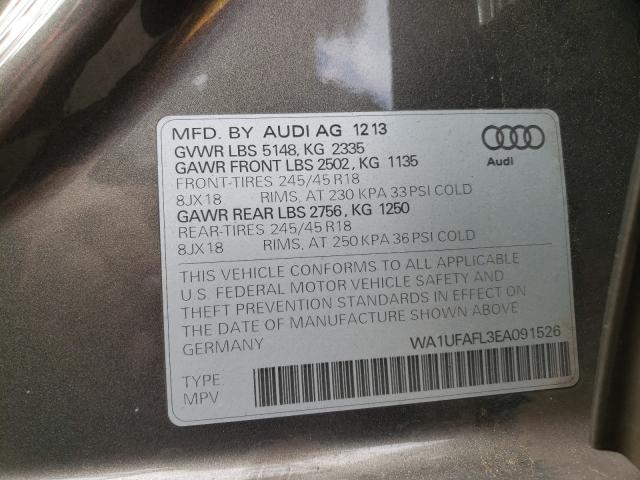 MFD. BY AUDI AG 12 13
GVWR LBS 5148, KG 2335
GAWR FRONT LBS 2502, KG 1135
FRONT-TIRES 245/45 R18
8JX18 RIMS, AT 230 KPA 33 PSI COLD
GAWR REAR LBS 2756, KG 1250
REAR-TIRES 245/45 R18
8JX18 RIMS, AT 250 KPA 36 PSI COLD
Audi
THIS VEHICLE CONFORMS TO ALL APPLICABLE
U.S. FEDERAL MOTOR VEHICLE SAFETY AND
THEFT PREVENTION STANDARDS IN EFFECT ON
THE DATE OF MANUFACTURE SHOWN ABOVE.
GERMANY
WA1UFAFL3EA091526
TYPE:
MPV